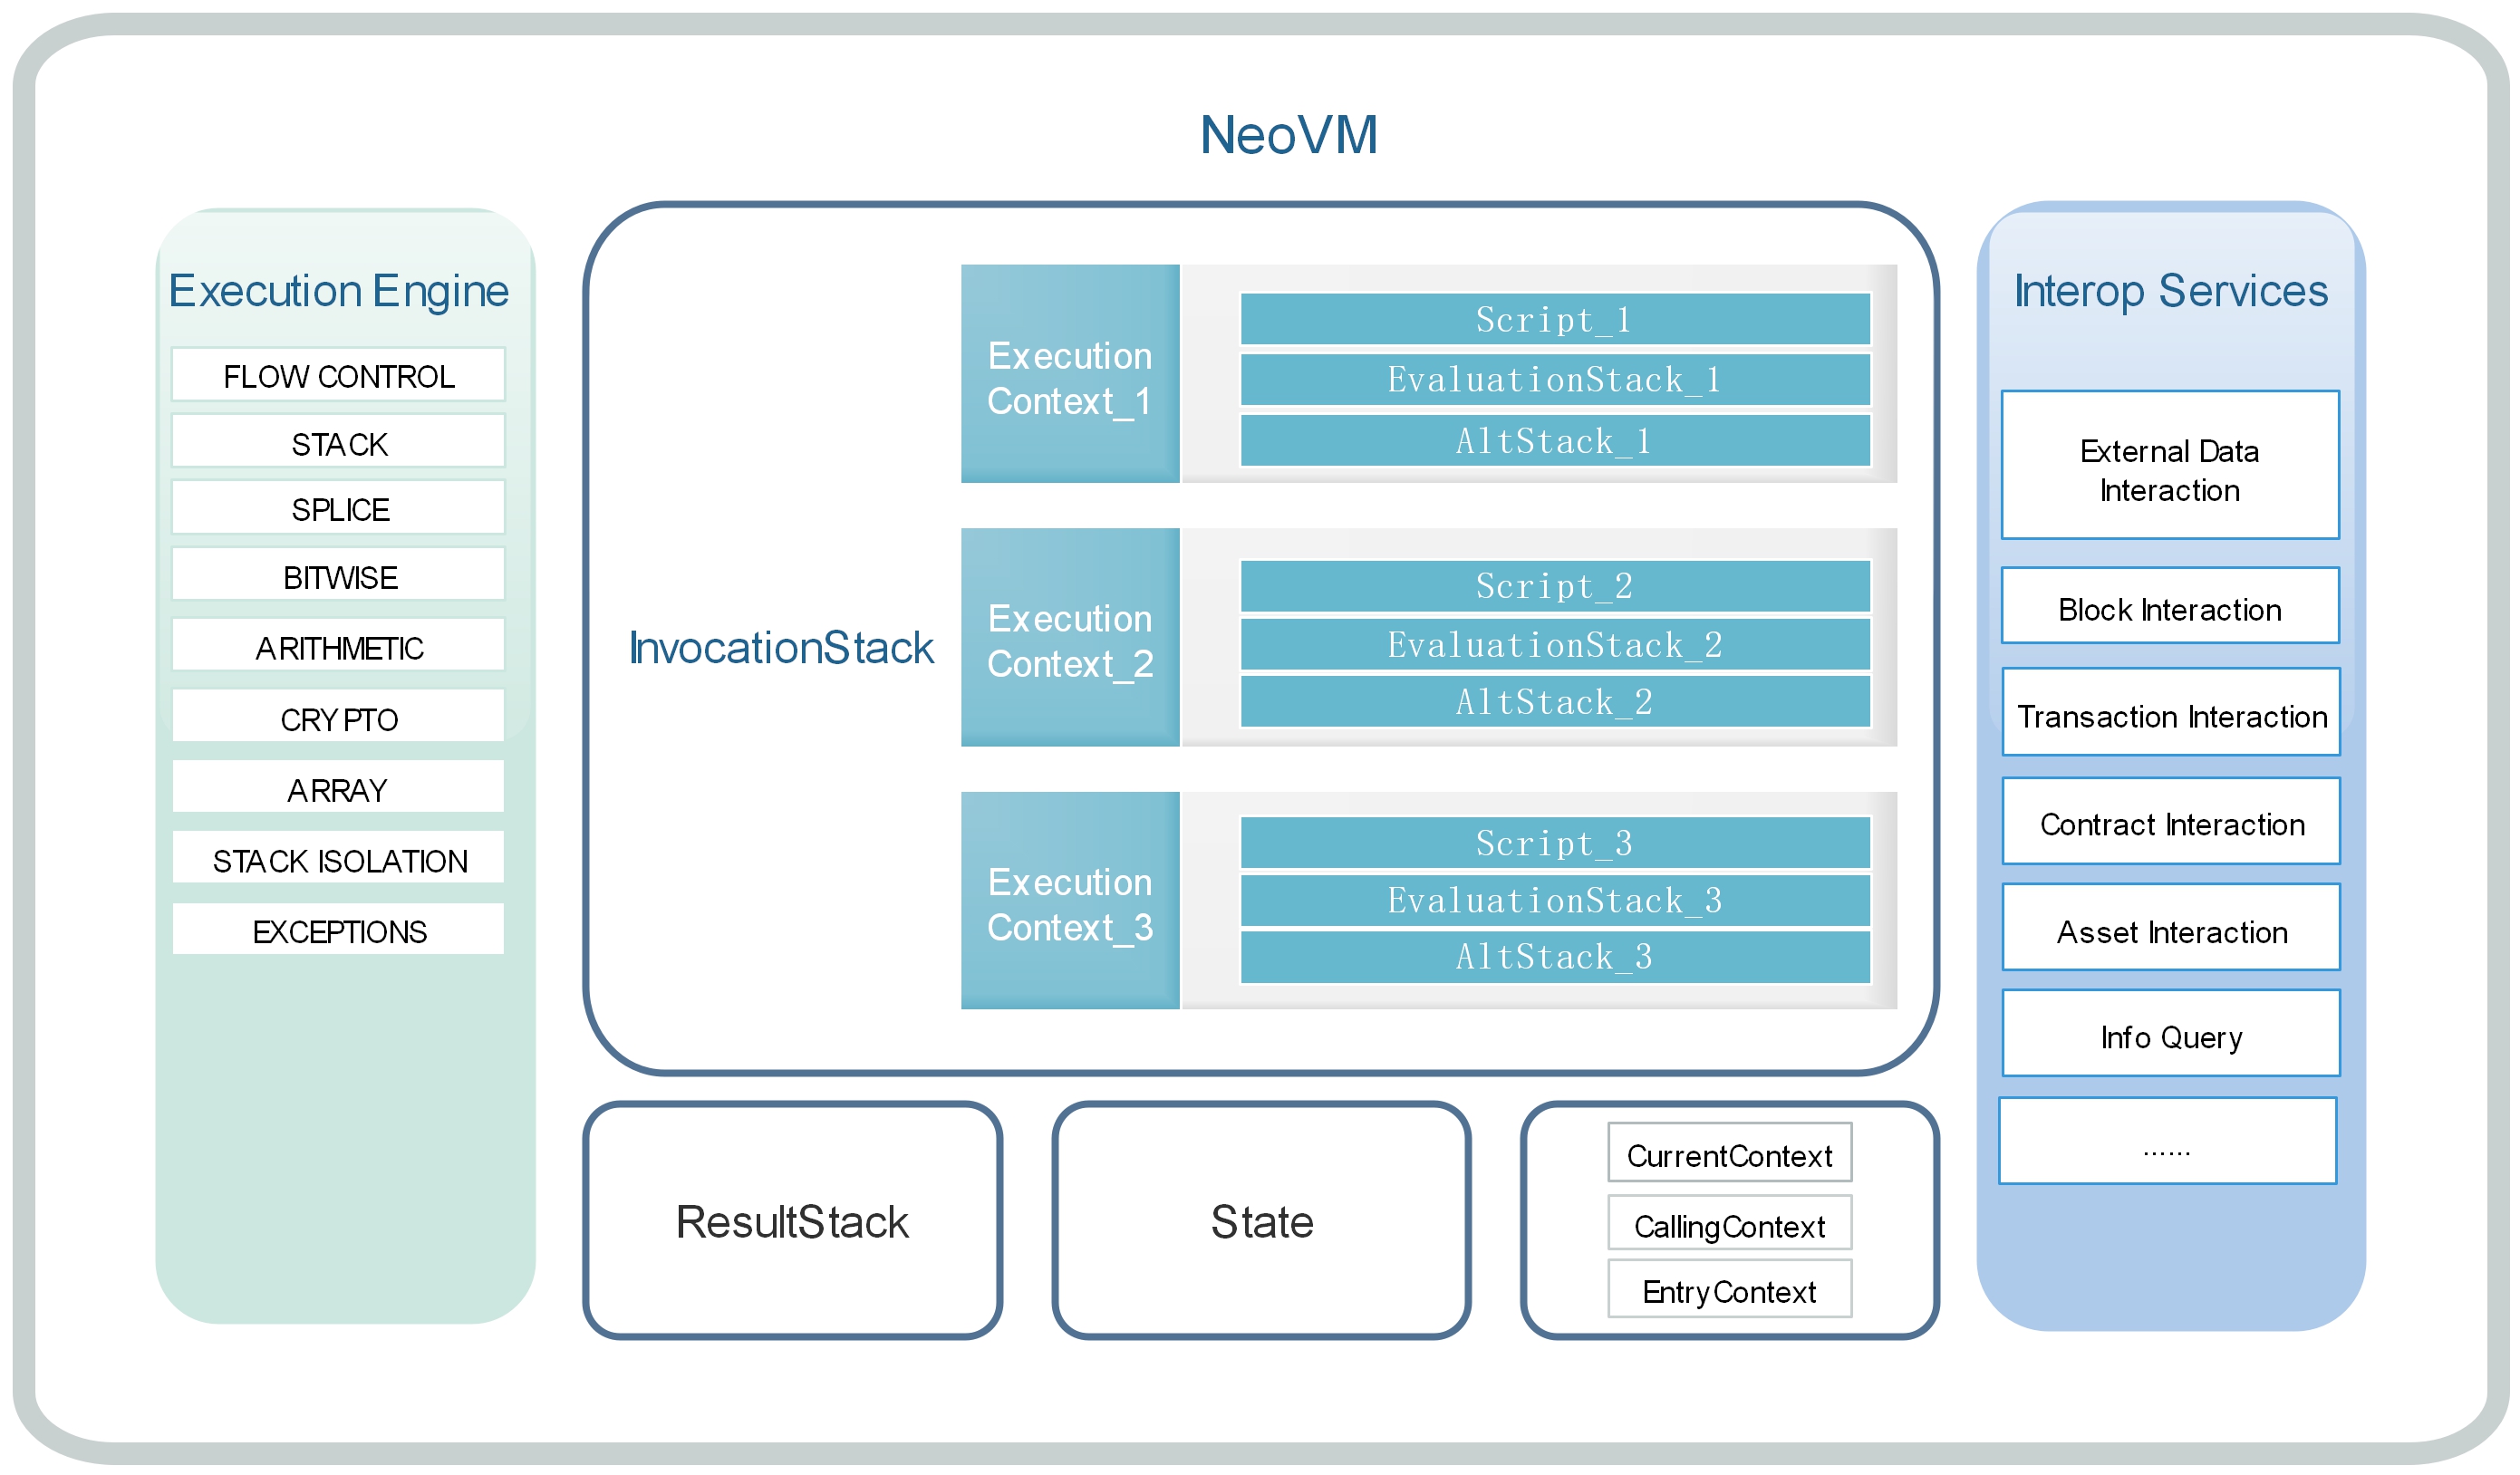 NeoVM
Execution Engine
FLOW CONTROL
STACK
SPLICE
BITWISE
ARITHMETIC
CRYPTO
ARRAY
STACK ISOLATION
EXCEPTIONS
InvocationStack
Execution
Context_1
Script_1
EvaluationStack_1
AltStack_1
Execution
Context_2
Script_2
EvaluationStack_2
AltStack_2
Execution
Context_3
Script_3
EvaluationStack_3
AltStack_3
ResultStack
State
CurrentContext
CallingContext
EntryContext
Interop Services
External Data
Interaction
Block Interaction
Transaction Interaction
Contract Interaction
Asset Interaction
Info Query
......